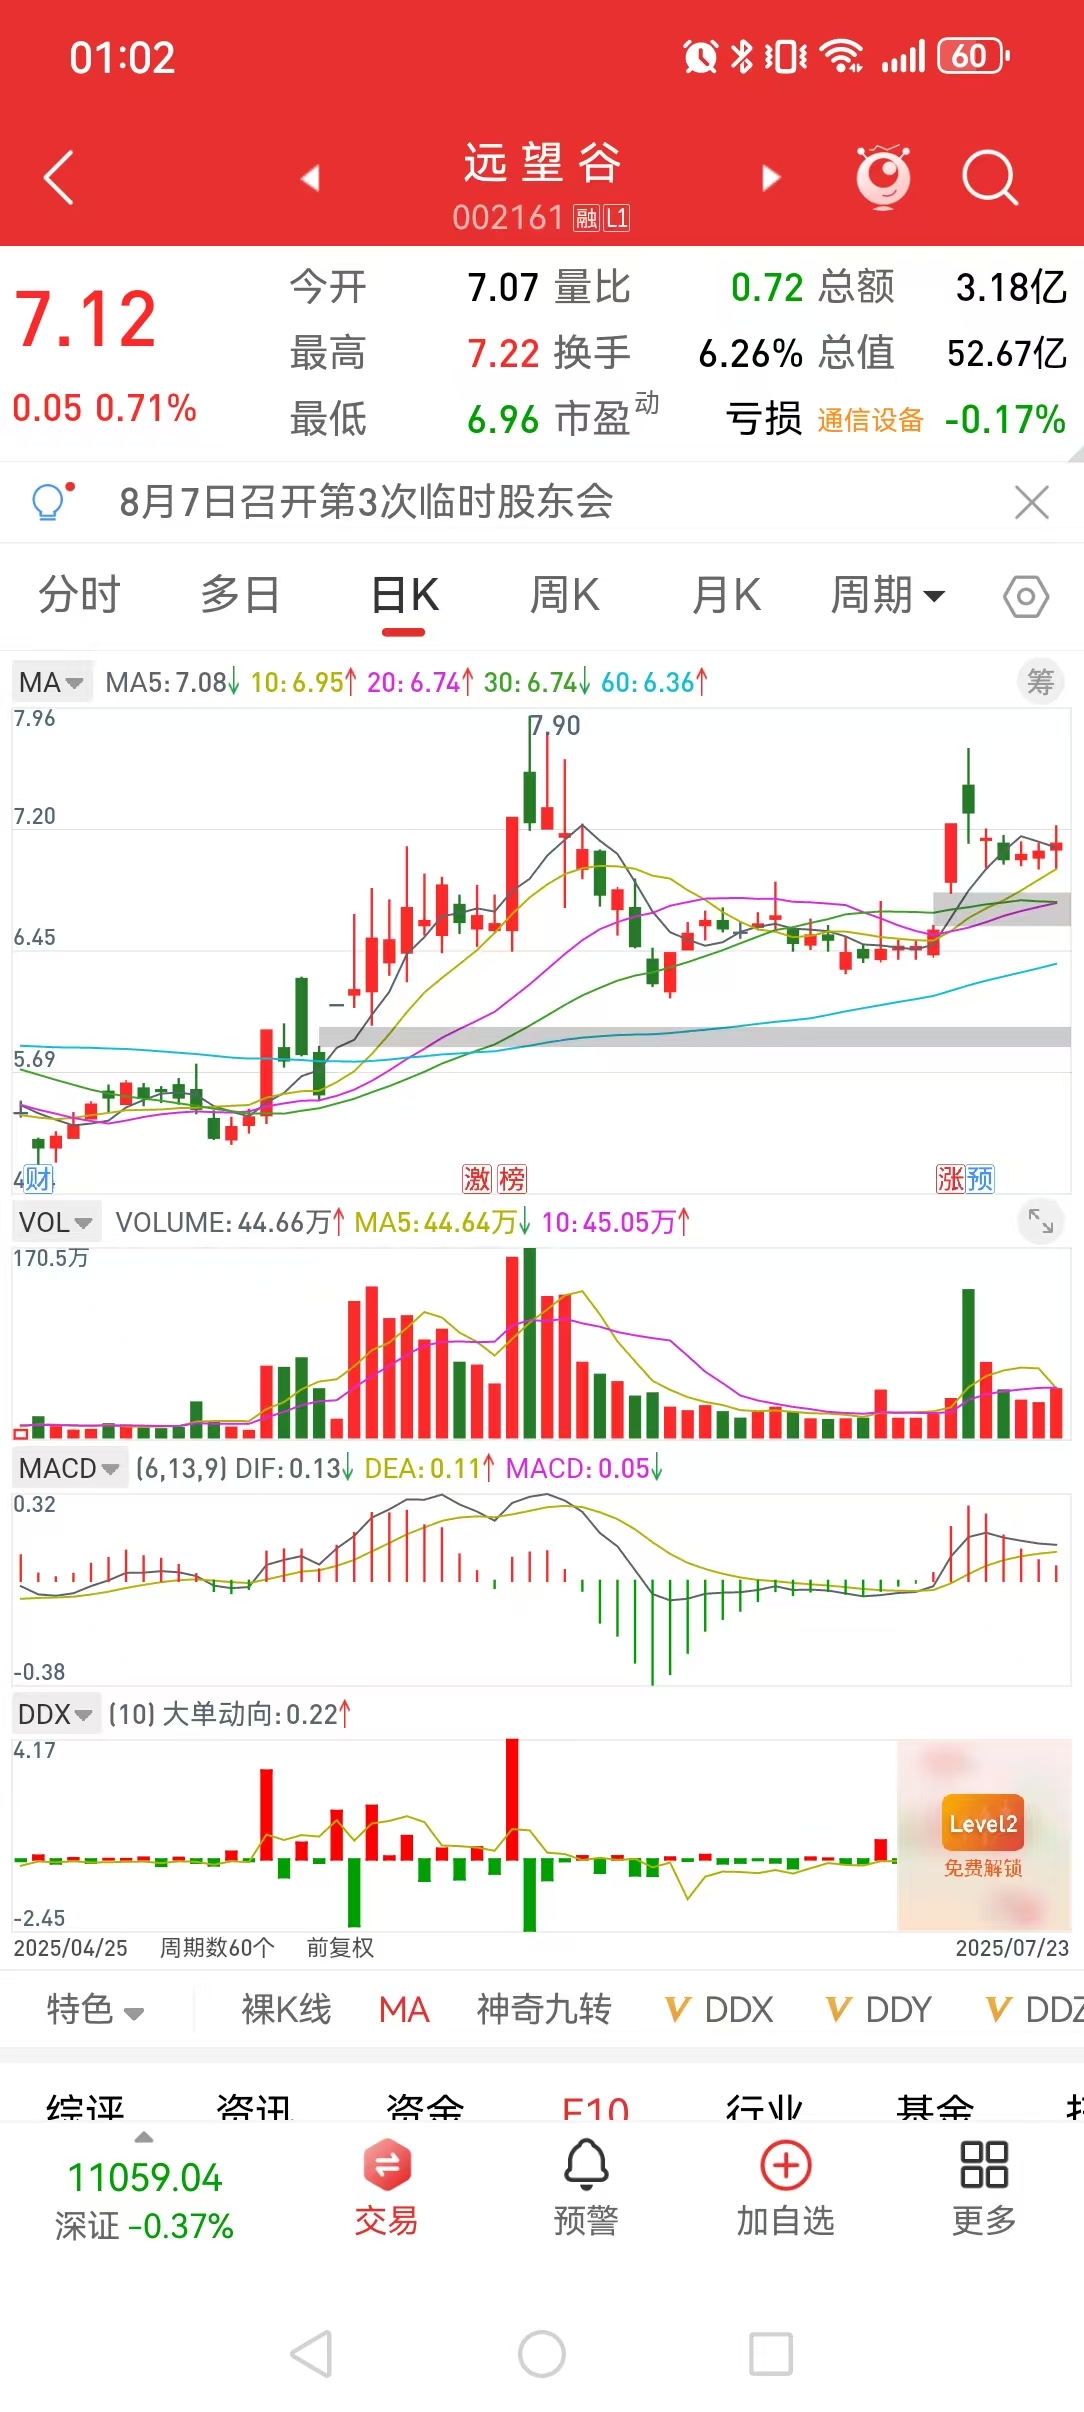 01:02
60
远望谷
002161 融 L1
7.12
0.05 0.71%
今开 7.07 量比 0.72 总额 3.18亿
最高 7.22 换手 6.26% 总值 52.67亿
最低 6.96 市盈动 亏损 通信设备 -0.17%
8月7日召开第3次临时股东会
分时 多日 日K 周K 月K 周期
MA MA5:7.08↓ 10:6.95↑ 20:6.74↑ 30:6.74↓ 60:6.36↑ 筹
7.96
7.90
7.20
6.45
5.69
财 激 榜 涨 预
VOL VOLUME:44.66万↑ MA5:44.64万↓ 10:45.05万↑
170.5万
MACD (6,13,9) DIF:0.13↓ DEA:0.11↑ MACD:0.05↓
0.32
-0.38
DDX (10) 大单动向:0.22↑
4.17
Level2
免费解锁
-2.45
2025/04/25 周期数60个 前复权 2025/07/23
特色 裸K线 MA 神奇九转 V DDX V DDY V DDZ
综评 资讯 资金 F10 行业 基金
11059.04
深证 -0.37%
交易 预警 加自选 更多